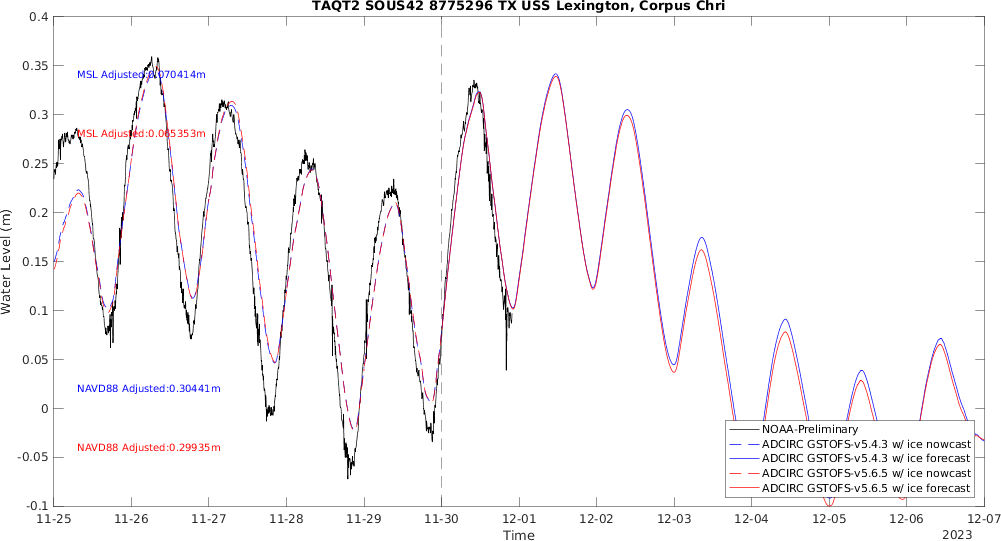 TAQT2 SOUS42 8775296 TX USS Lexington, Corpus Chri
0.4
0.35
0.3
0.25
0.2
0.15
0.1
0.05
0
-0.05
-0.1
Water Level (m)
MSL Adjusted:0.070414m
MSL Adjusted:0.065353m
NAVD88 Adjusted:0.30441m
NAVD88 Adjusted:0.29935m
NOAA-Preliminary
ADCIRC GSTOFS-v5.4.3 w/ ice nowcast
ADCIRC GSTOFS-v5.4.3 w/ ice forecast
ADCIRC GSTOFS-v5.6.5 w/ ice nowcast
ADCIRC GSTOFS-v5.6.5 w/ ice forecast
11-25 11-26 11-27 11-28 11-29 11-30 12-01 12-02 12-03 12-04 12-05 12-06 12-07
Time
2023